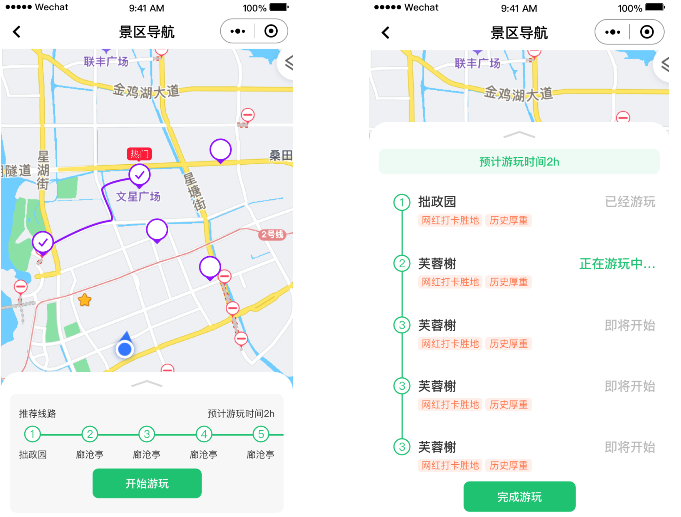 Wechat 9:41 AM 100%
景区导航
联丰广场
金鸡湖大道
星湖街
隧道
热门
桑田
文星广场
星塘街
2号线
推荐线路 预计游玩时间2h
1 2 3 4 5
拙政园 廊沧亭 廊沧亭 廊沧亭 廊沧亭
开始游玩
Wechat 9:41 AM 100%
景区导航
联丰广场
金鸡湖大道
预计游玩时间2h
1 拙政园 已经游玩
网红打卡胜地 历史厚重
2 芙蓉榭 正在游玩中...
网红打卡胜地 历史厚重
3 芙蓉榭 即将开始
网红打卡胜地 历史厚重
3 芙蓉榭 即将开始
网红打卡胜地 历史厚重
3 芙蓉榭 即将开始
网红打卡胜地 历史厚重
完成游玩